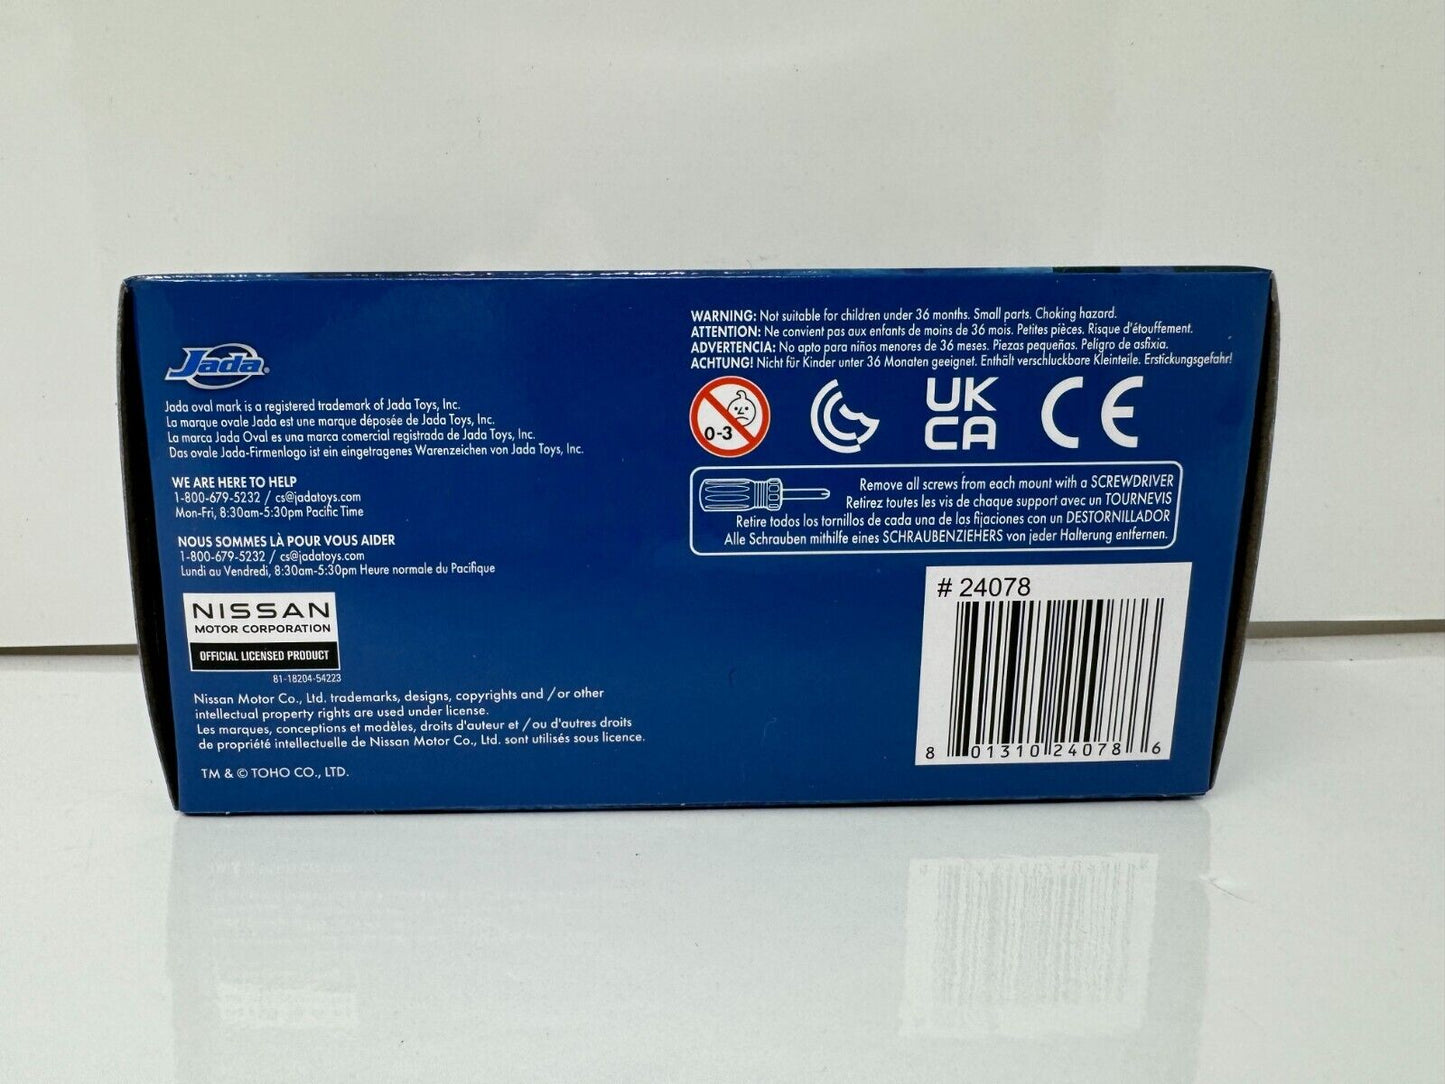 Jada®
Jada oval mark is a registered trademark of Jada Toys, Inc.
La marque ovale Jada est une marque déposée de Jada Toys, Inc.
La marca Jada Oval es una marca comercial registrada de Jada Toys, Inc.
Das ovale Jada-Firmenlogo ist ein eingetragenes Warenzeichen von Jada Toys, Inc.
WE ARE HERE TO HELP
1-800-679-5232 / cs@jadatoys.com
Mon-Fri, 8:30am-5:30pm Pacific Time
NOUS SOMMES LÀ POUR VOUS AIDER
1-800-679-5232 / cs@jadatoys.com
Lundi au Vendredi, 8:30am-5:30pm Heure normale du Pacifique
NISSAN
MOTOR CORPORATION
OFFICIAL LICENSED PRODUCT
81-18204-54223
Nissan Motor Co., Ltd. trademarks, designs, copyrights and /or other
intellectual property rights are used under license.
Les marques, conceptions et modèles, droits d'auteur et /ou d'autres droits
de propriété intellectuelle de Nissan Motor Co., Ltd. sont utilisés sous licence.
TM & © TOHO CO., LTD.
WARNING: Not suitable for children under 36 months. Small parts. Choking hazard.
ATTENTION: Ne convient pas aux enfants de moins de 36 mois. Petites pièces. Risque d'étouffement.
ADVERTENCIA: No apto para niños menores de 36 meses. Piezas pequeñas. Peligro de asfixia.
ACHTUNG! Nicht für Kinder unter 36 Monaten geeignet. Enthält verschluckbare Kleinteile. Erstickungsgefahr!
0-3
UK
CA
CE
Remove all screws from each mount with a SCREWDRIVER
Retirez toutes les vis de chaque support avec un TOURNEVIS
Retire todos los tornillos de cada una de las fijaciones con un DESTORNILLADOR
Alle Schrauben mithilfe eines SCHRAUBENZIEHERS von jeder Halterung entfernen.
# 24078
8 01310 24078 6